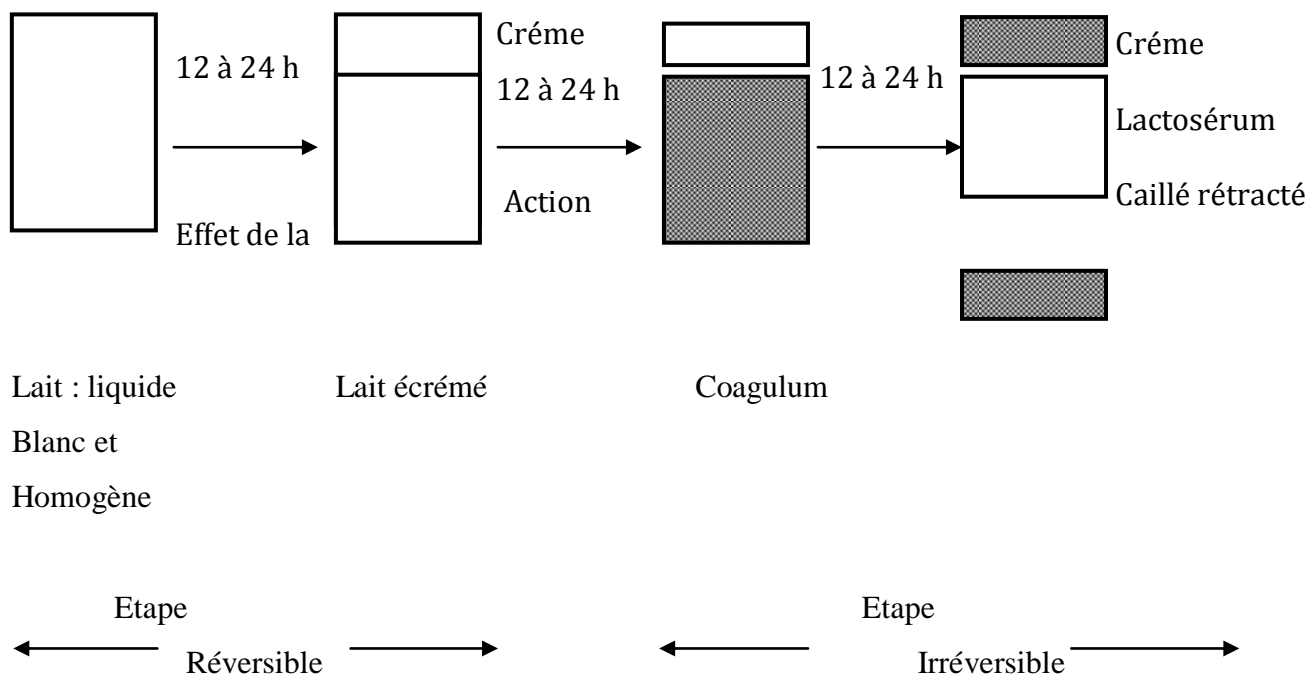 12 à 24 h
Effet de la
Créme
12 à 24 h
Action
12 à 24 h
Créme
Lactosérum
Caillé rétracté
Lait : liquide
Blanc et
Homogène
Lait écrémé
Coagulum
Etape
Réversible
Etape
Irréversible